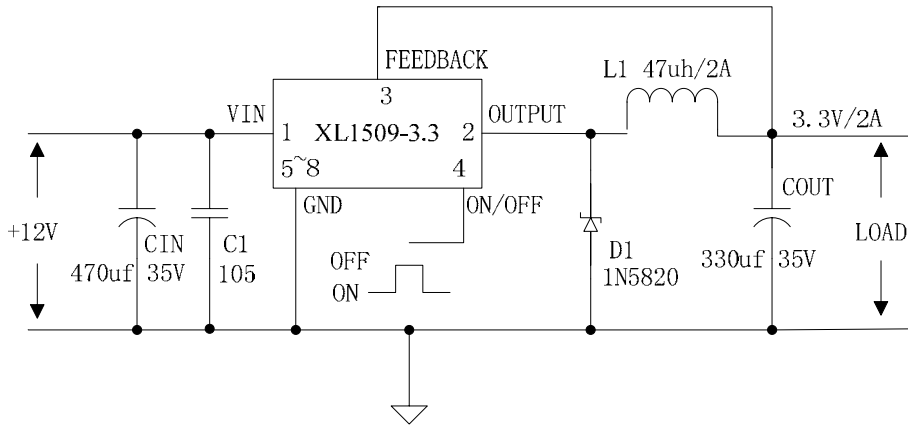 FEEDBACK
L1 47uh/2A
3
VIN
OUTPUT
3.3V/2A
1 XL1509-3.3 2
5~8
4
GND
ON/OFF
COUT
+12V
CIN
C1
OFF
D1
LOAD
470uf 35V
105
1N5820
330uf 35V
ON